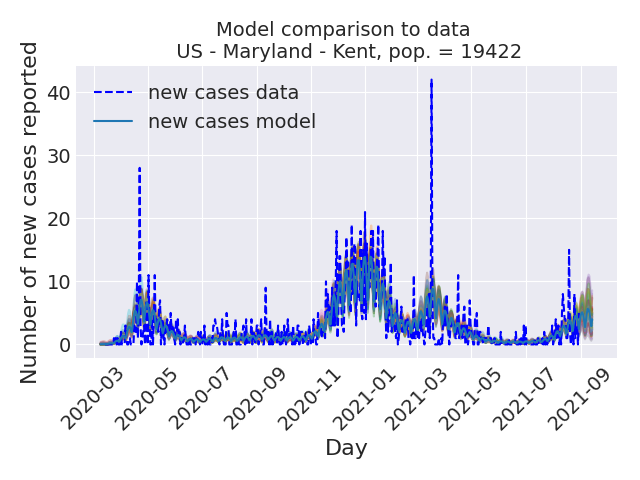 Model comparison to data
US - Maryland - Kent, pop. = 19422
Number of new cases reported
40
30
20
10
0
new cases data
new cases model
2020-03
2020-05
2020-07
2020-09
2020-11
2021-01
2021-03
2021-05
2021-07
2021-09
Day